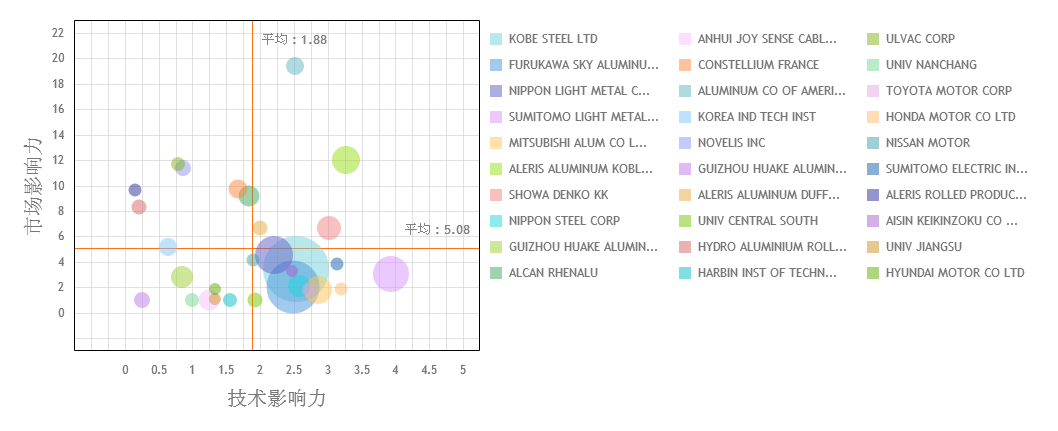 22
20
18
16
14
12
10
8
6
4
2
0
市场影响力
平均：1.88
平均：5.08
0 0.5 1 1.5 2 2.5 3 3.5 4 4.5 5
技术影响力
KOBE STEEL LTD
FURUKAWA SKY ALUMINU...
NIPPON LIGHT METAL C...
SUMITOMO LIGHT METAL...
MITSUBISHI ALUM CO L...
ALERIS ALUMINUM KOBL...
SHOWA DENKO KK
NIPPON STEEL CORP
GUIZHOU HUAKE ALUMIN...
ALCAN RHENALU
ANHUI JOY SENSE CABL...
CONSTELLIUM FRANCE
ALUMINUM CO OF AMERI...
KOREA IND TECH INST
NOVELIS INC
GUIZHOU HUAKE ALUMIN...
ALERIS ALUMINUM DUFF...
UNIV CENTRAL SOUTH
HYDRO ALUMINIUM ROLL...
HARBIN INST OF TECHN...
ULVAC CORP
UNIV NANCHANG
TOYOTA MOTOR CORP
HONDA MOTOR CO LTD
NISSAN MOTOR
SUMITOMO ELECTRIC IN...
ALERIS ROLLED PRODUC...
AISIN KEIKINZOKU CO ...
UNIV JIANGSU
HYUNDAI MOTOR CO LTD